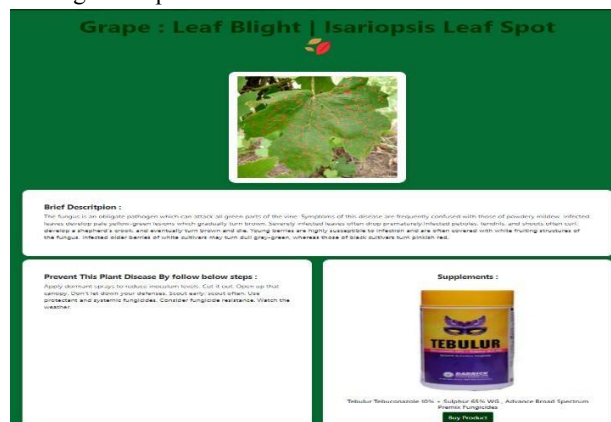 Grape : Leaf Blight | Isariopsis Leaf Spot
Brief Descritpion :
The fungus is an obligate pathogen which can attack all green parts of the vine. Symptoms of this disease are frequently confused with those of powdery mildew. Infected
leaves develop pale yellow-green lesions which gradually turn brown. Severely infected leaves often drop prematurely.Infected petioles, tendrils, and shoots often curl,
develop a shepherd's crook, and eventually turn brown and die. Young berries are highly susceptible to infection and are often covered with white fruiting structures of
the fungus. Infected older berries of white cultivars may turn dull gray-green, whereas those of black cultivars turn pinkish red.
Prevent This Plant Disease By follow below steps :
Apply dormant sprays to reduce inoculum levels. Cut it out. Open up that
canopy. Don't let down your defenses. Scout early, scout often. Use
protectant and systemic fungicides. Consider fungicide resistance. Watch the
weather.
Supplements :
TEBULUR
Tebulur Tebuconazole 10% + Sulphur 65% WG , Advance Broad Spectrum
Premix Fungicides
Buy Product